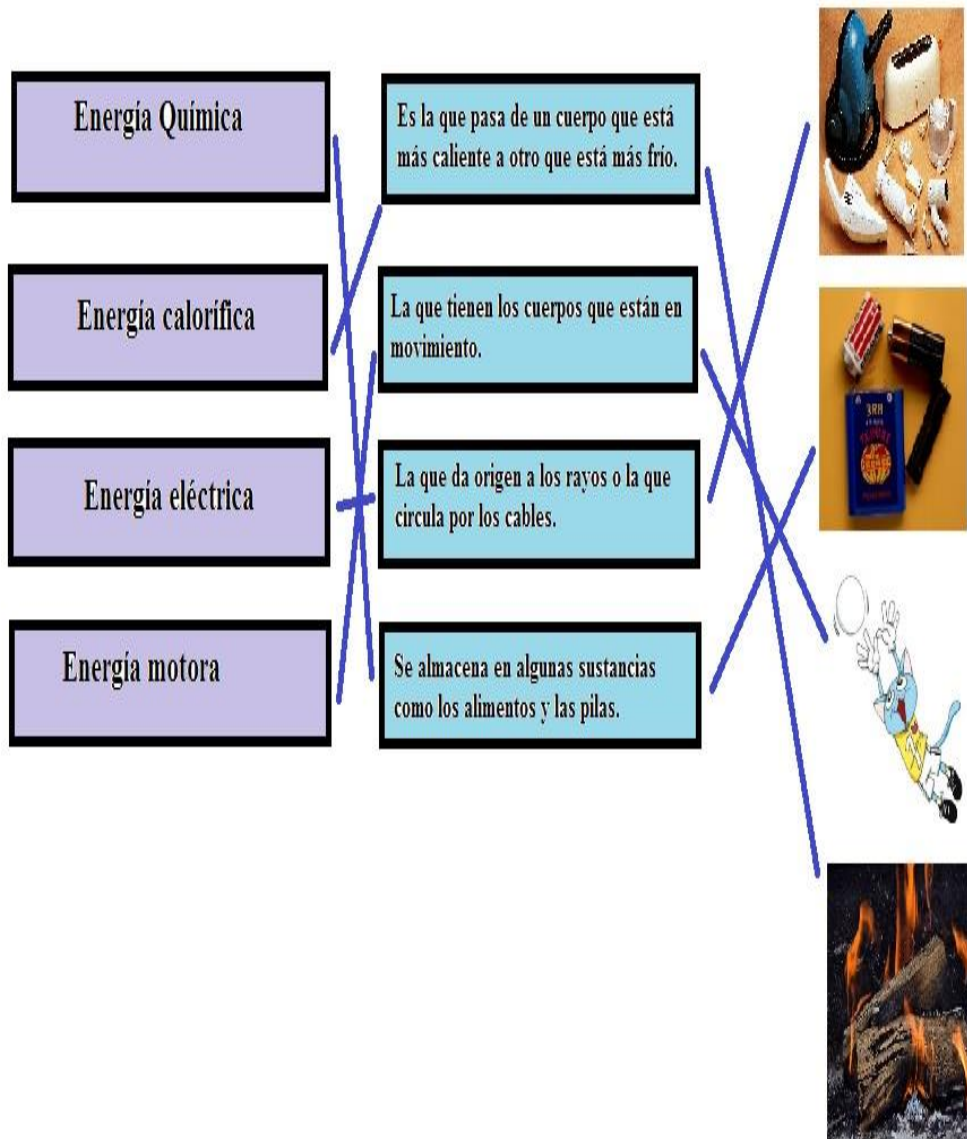 Energía Química
Es la que pasa de un cuerpo que está
más caliente a otro que está más frío.
Energía calorífica
La que tienen los cuerpos que están en
movimiento.
Energía eléctrica
La que da origen a los rayos o la que
circula por los cables.
Energía motora
Se almacena en algunas sustancias
como los alimentos y las pilas.